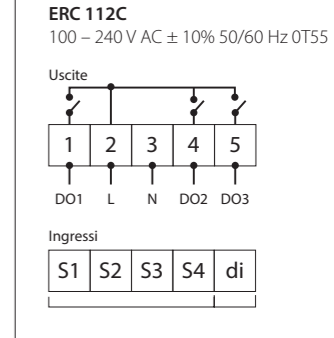 ERC 112C
100 – 240 V AC ± 10% 50/60 Hz 0T55
Uscite
1 2 3 4 5
DO1 L N DO2 DO3
Ingressi
S1 S2 S3 S4 di